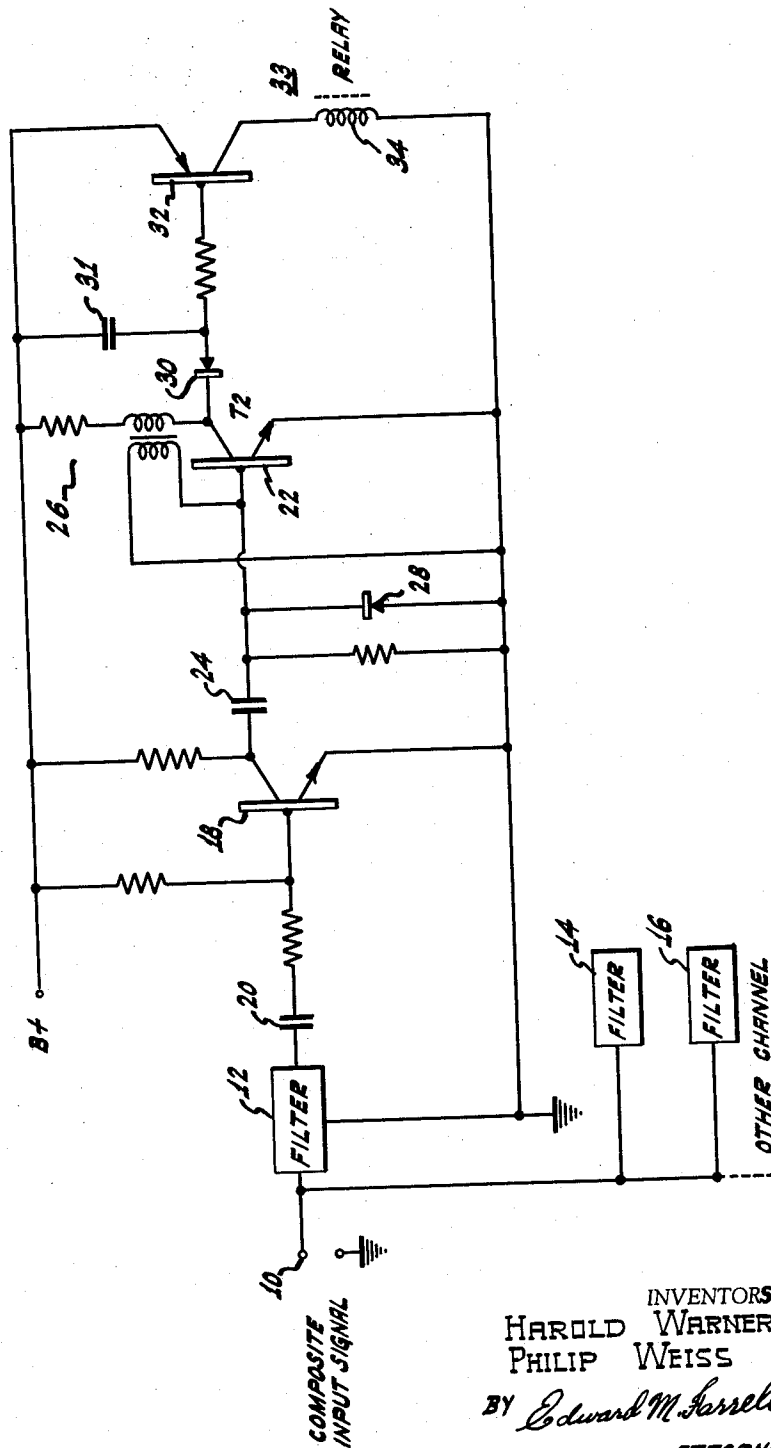 B+
26
30
31
32
33
RELAY
34
T2
22
28
24
18
20
12
FILTER
10
COMPOSITE
INPUT SIGNAL
14
FILTER
16
FILTER
OTHER CHANNEL
INVENTORS
HAROLD WARNER
PHILIP WEISS
BY Edward M. Farrell